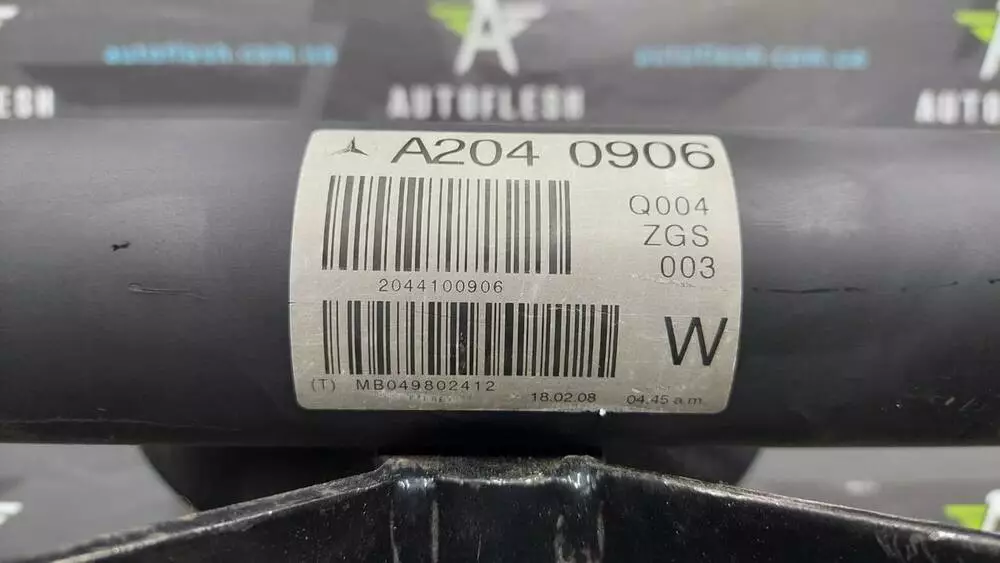 autoflesh.com.ua
autoflesh.com.ua
AUTOFLESH
A204 0906
Q004
ZGS
003
2044100906
W
(T) MB049802412
18.02.08 04.45 a.m.